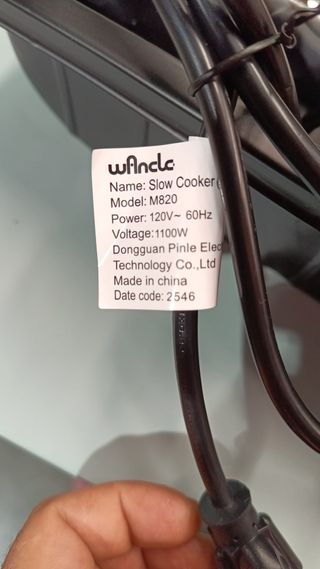 wAncle
Name: Slow Cooker
Model: M820
Power: 120V~ 60Hz
Voltage:1100W
Dongguan Pinle Elec
Technology Co.,Ltd
Made in china
Date code: 2546